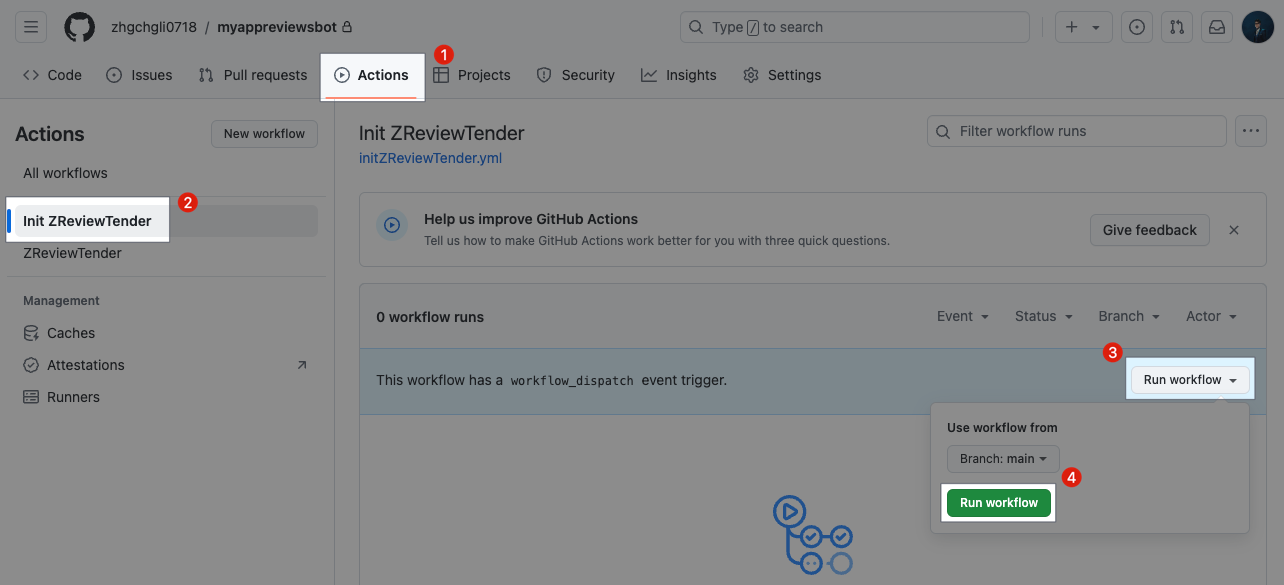 zhgchgli0718 / myappreviewsbot
Type / to search
Code Issues Pull requests Actions 1 Projects Security Insights Settings
Actions
New workflow
All workflows
Init ZReviewTender 2
ZReviewTender
Management
Caches
Attestations
Runners
Init ZReviewTender
initZReviewTender.yml
Filter workflow runs
Help us improve GitHub Actions
Tell us how to make GitHub Actions work better for you with three quick questions.
Give feedback
0 workflow runs
Event Status Branch Actor
3
This workflow has a workflow_dispatch event trigger.
Run workflow
Use workflow from
Branch: main
4
Run workflow